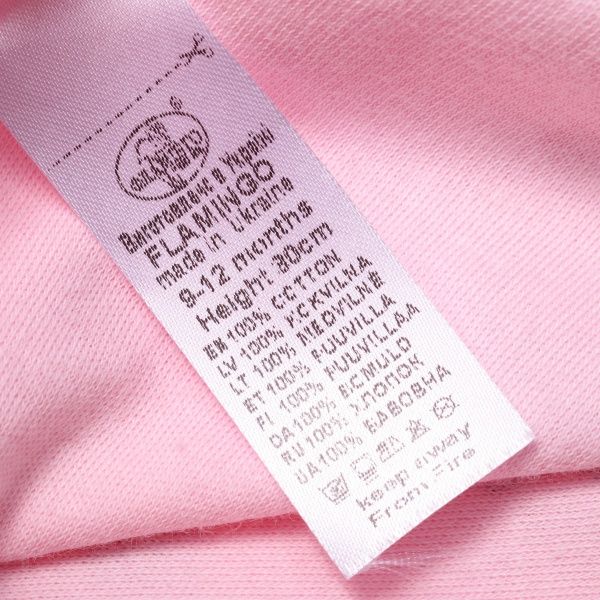 Виготовлено в Україні
FLAMINGO
made in Ukraine
9-12 months
Height 80cm
EN 100% COTTON
LV 100% KOKVILNA
LT 100% MEDVILNĖ
ET 100% PUUVILLA
FI 100% PUUVILLAA
DA 100%
RU 100% ХЛОПОК
UA 100% БАВОВНА
keep away
From Fire